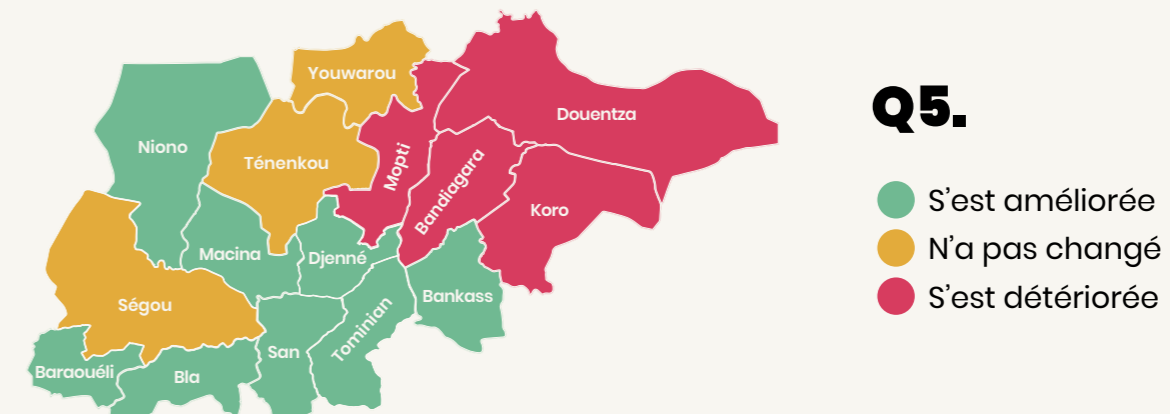 Youwarou
Douentza
Q5.
Niono
Ténenkou
Mopti
Bandiagara
S'est améliorée
Koro
N'a pas changé
Macina
Djenné
S'est détériorée
Ségou
Bankass
Tominian
San
Baraouéli
Bla